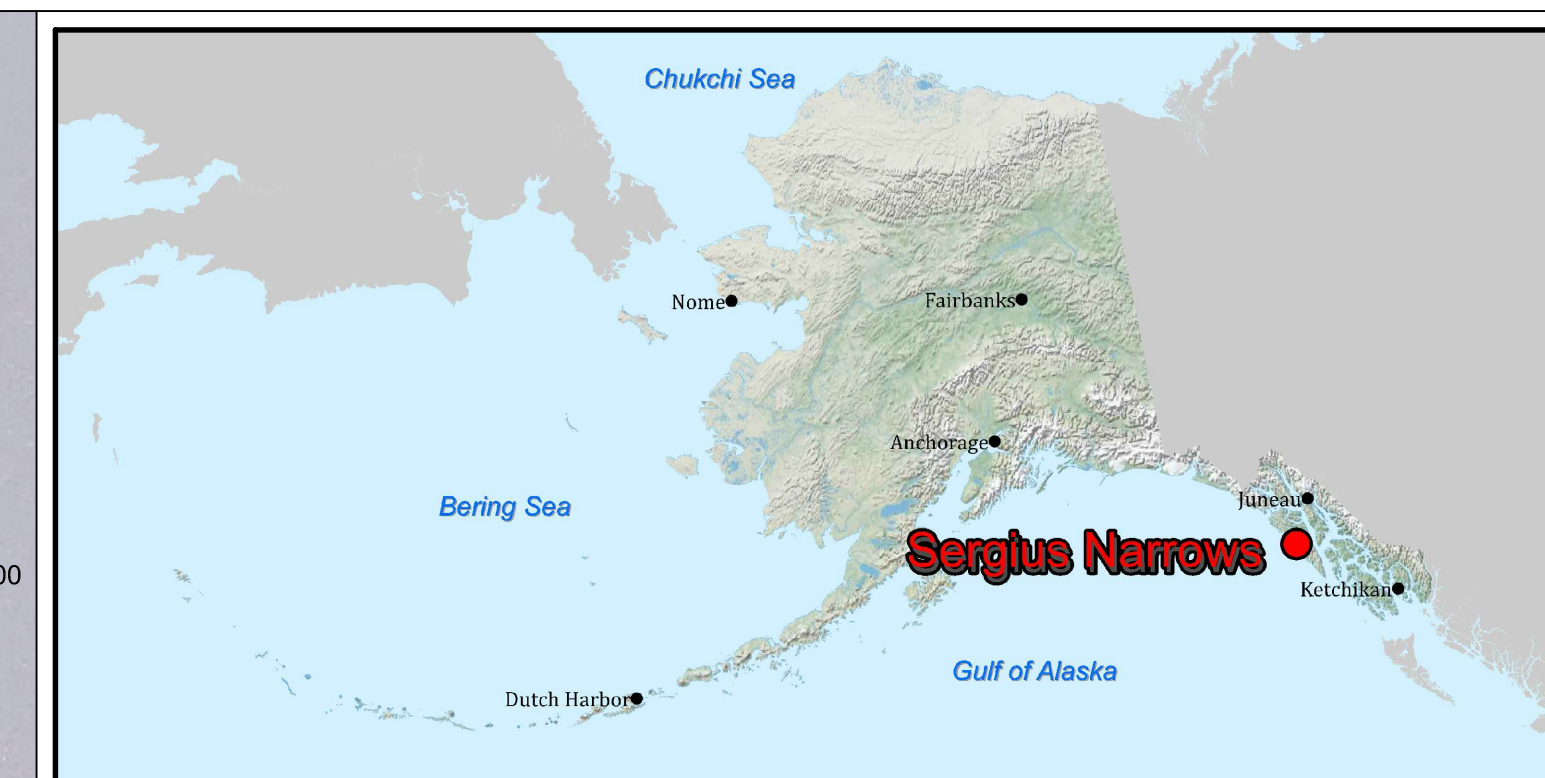 Chukchi Sea
Nome
Fairbanks
Anchorage
Juneau
Bering Sea
Sergius Narrows
00
Ketchikan
Gulf of Alaska
Dutch Harbor